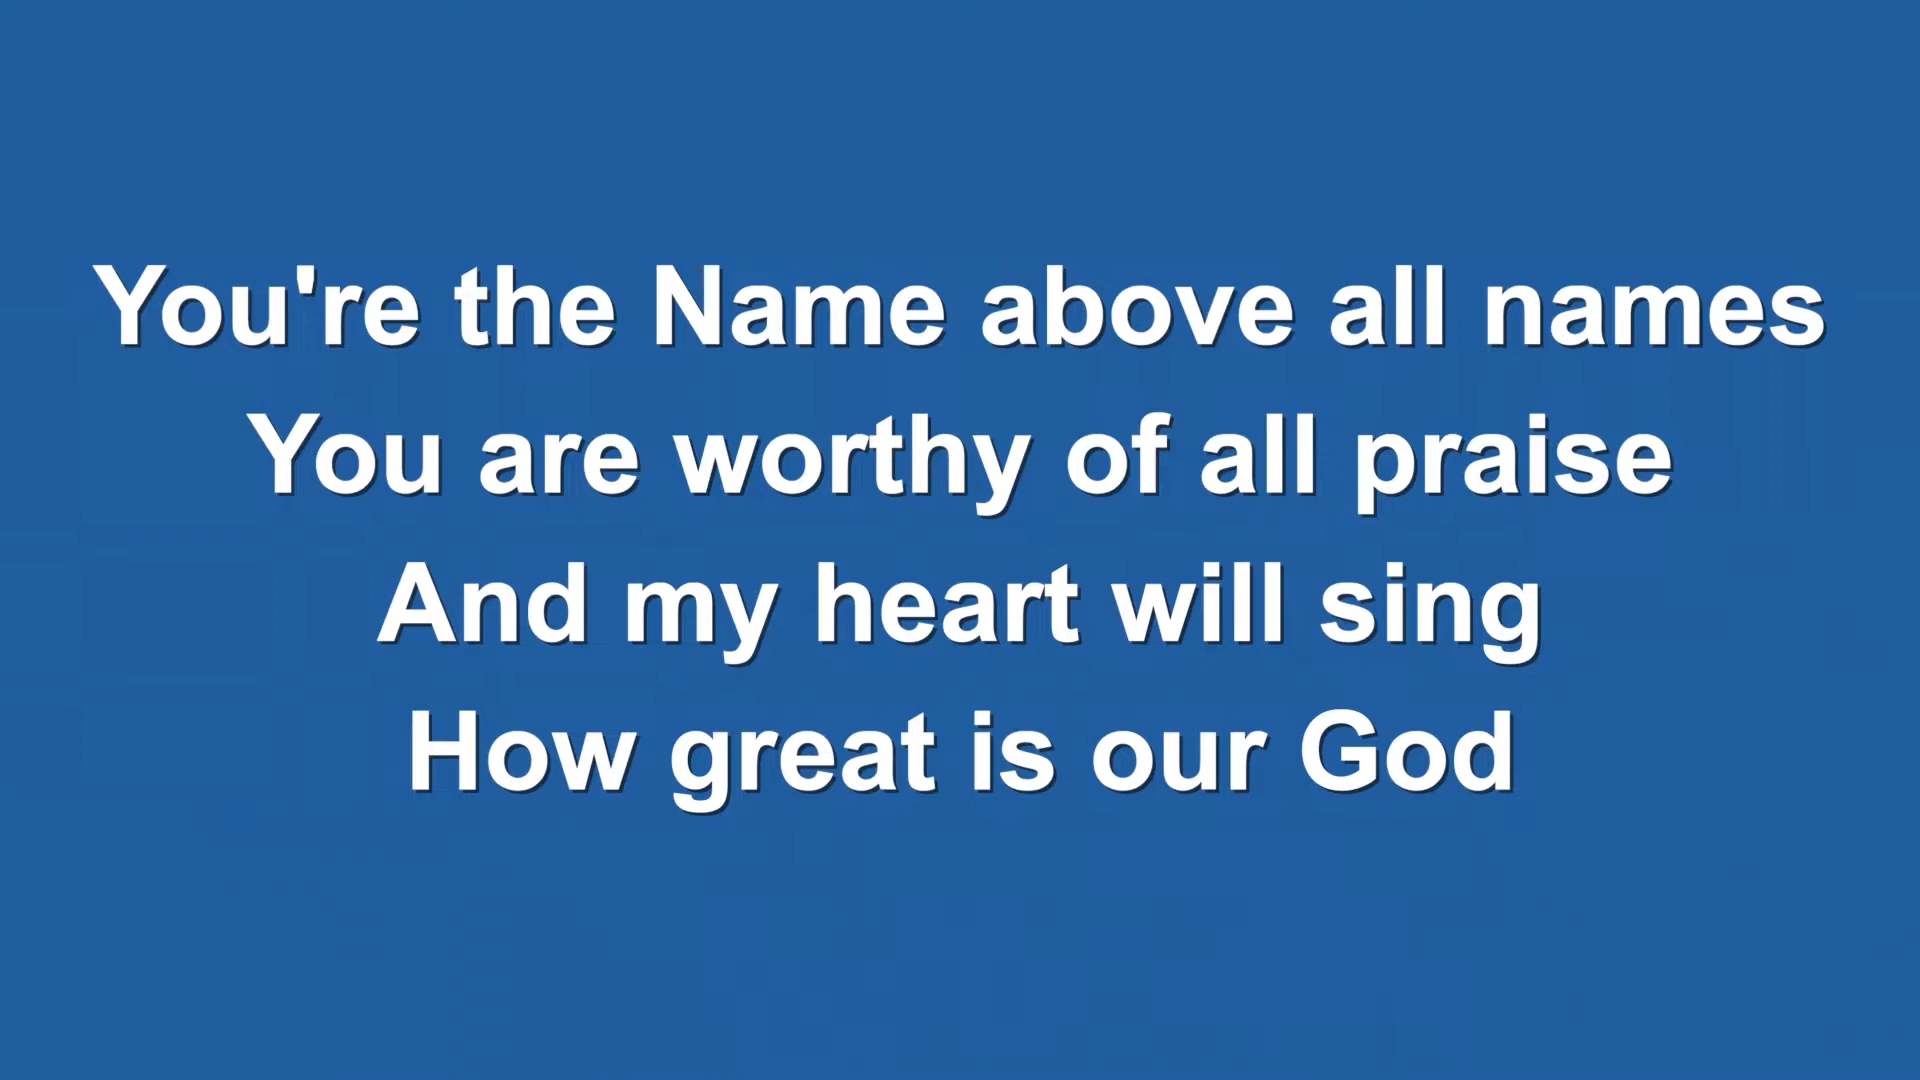 You're the Name above all names
You are worthy of all praise
And my heart will sing
How great is our God